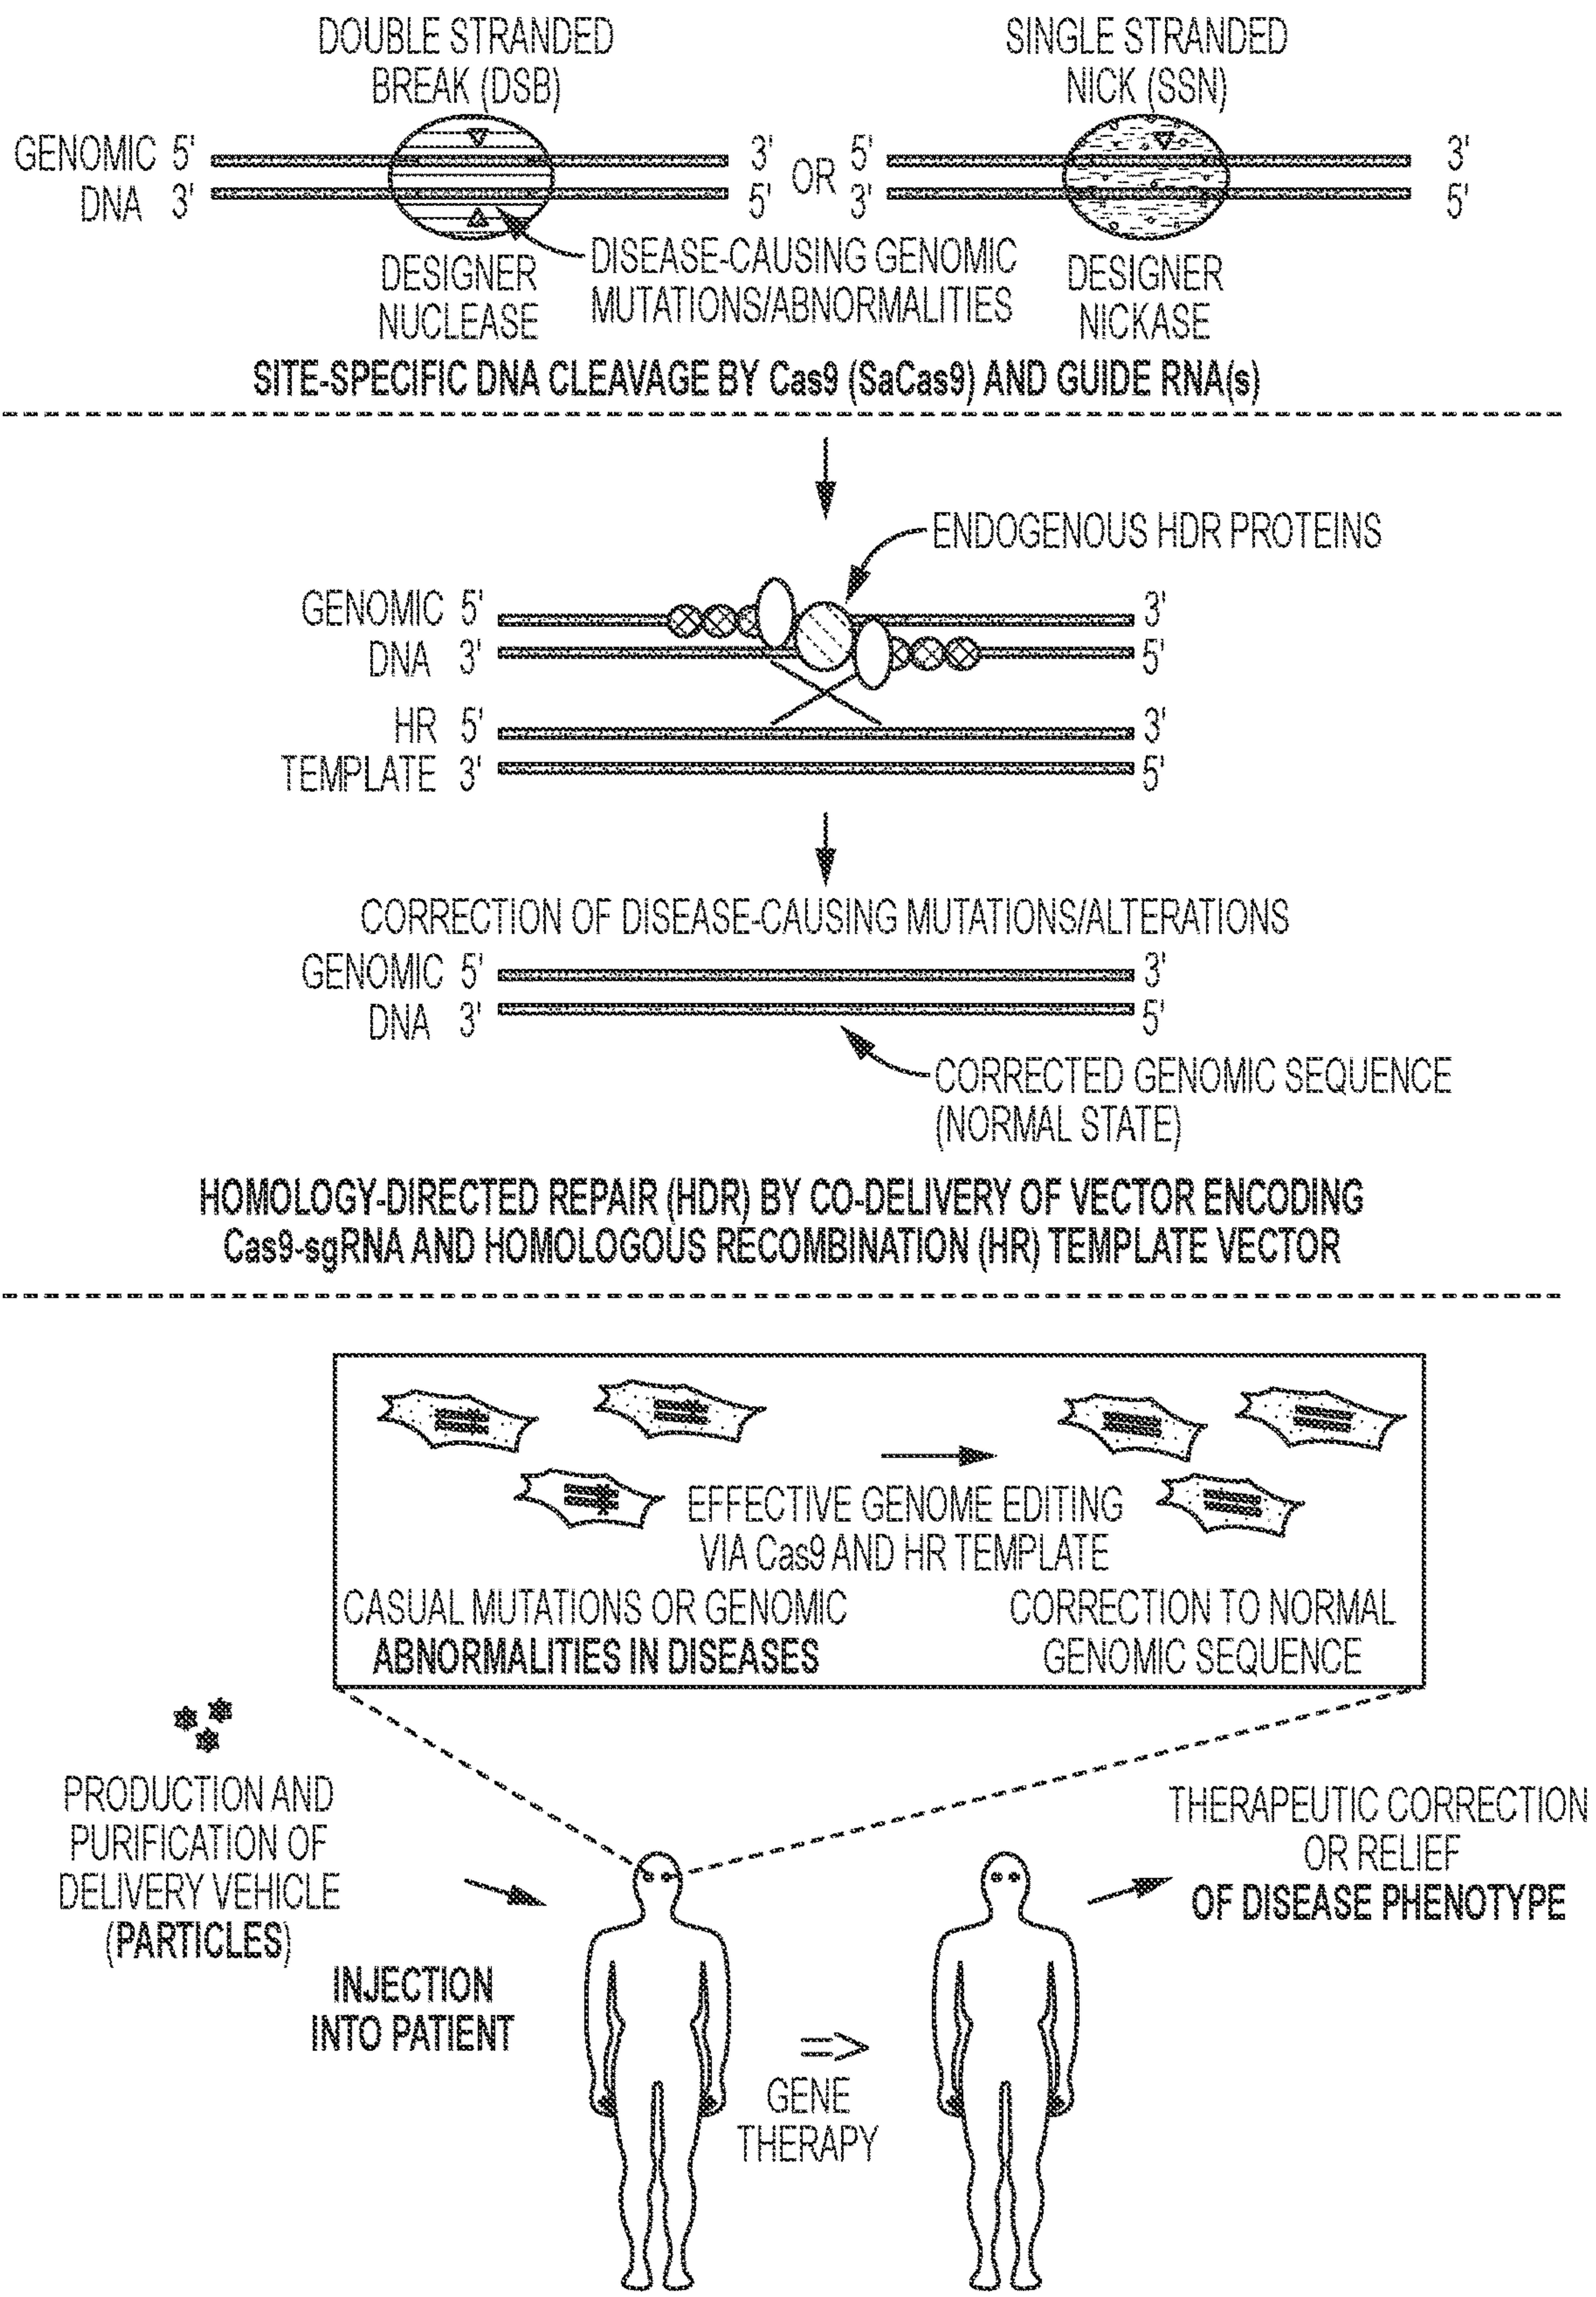 DOUBLE STRANDED
BREAK (DSB)
SINGLE STRANDED
NICK (SSN)
GENOMIC 5' 3' OR 5' 3'
DNA 3' 5' 3' 5'
DESIGNER
NUCLEASE
DISEASE-CAUSING GENOMIC
MUTATIONS/ABNORMALITIES
DESIGNER
NICKASE
SITE-SPECIFIC DNA CLEAVAGE BY Cas9 (SaCas9) AND GUIDE RNA(s)
ENDOGENOUS HDR PROTEINS
GENOMIC 5' 3'
DNA 3' 5'
HR 5' 3'
TEMPLATE 3' 5'
CORRECTION OF DISEASE-CAUSING MUTATIONS/ALTERATIONS
GENOMIC 5' 3'
DNA 3' 5'
CORRECTED GENOMIC SEQUENCE
(NORMAL STATE)
HOMOLOGY-DIRECTED REPAIR (HDR) BY CO-DELIVERY OF VECTOR ENCODING
Cas9-sgRNA AND HOMOLOGOUS RECOMBINATION (HR) TEMPLATE VECTOR
EFFECTIVE GENOME EDITING
VIA Cas9 AND HR TEMPLATE
CASUAL MUTATIONS OR GENOMIC
ABNORMALITIES IN DISEASES
CORRECTION TO NORMAL
GENOMIC SEQUENCE
PRODUCTION AND
PURIFICATION OF
DELIVERY VEHICLE
(PARTICLES)
INJECTION
INTO PATIENT
GENE
THERAPY
THERAPEUTIC CORRECTION
OR RELIEF
OF DISEASE PHENOTYPE